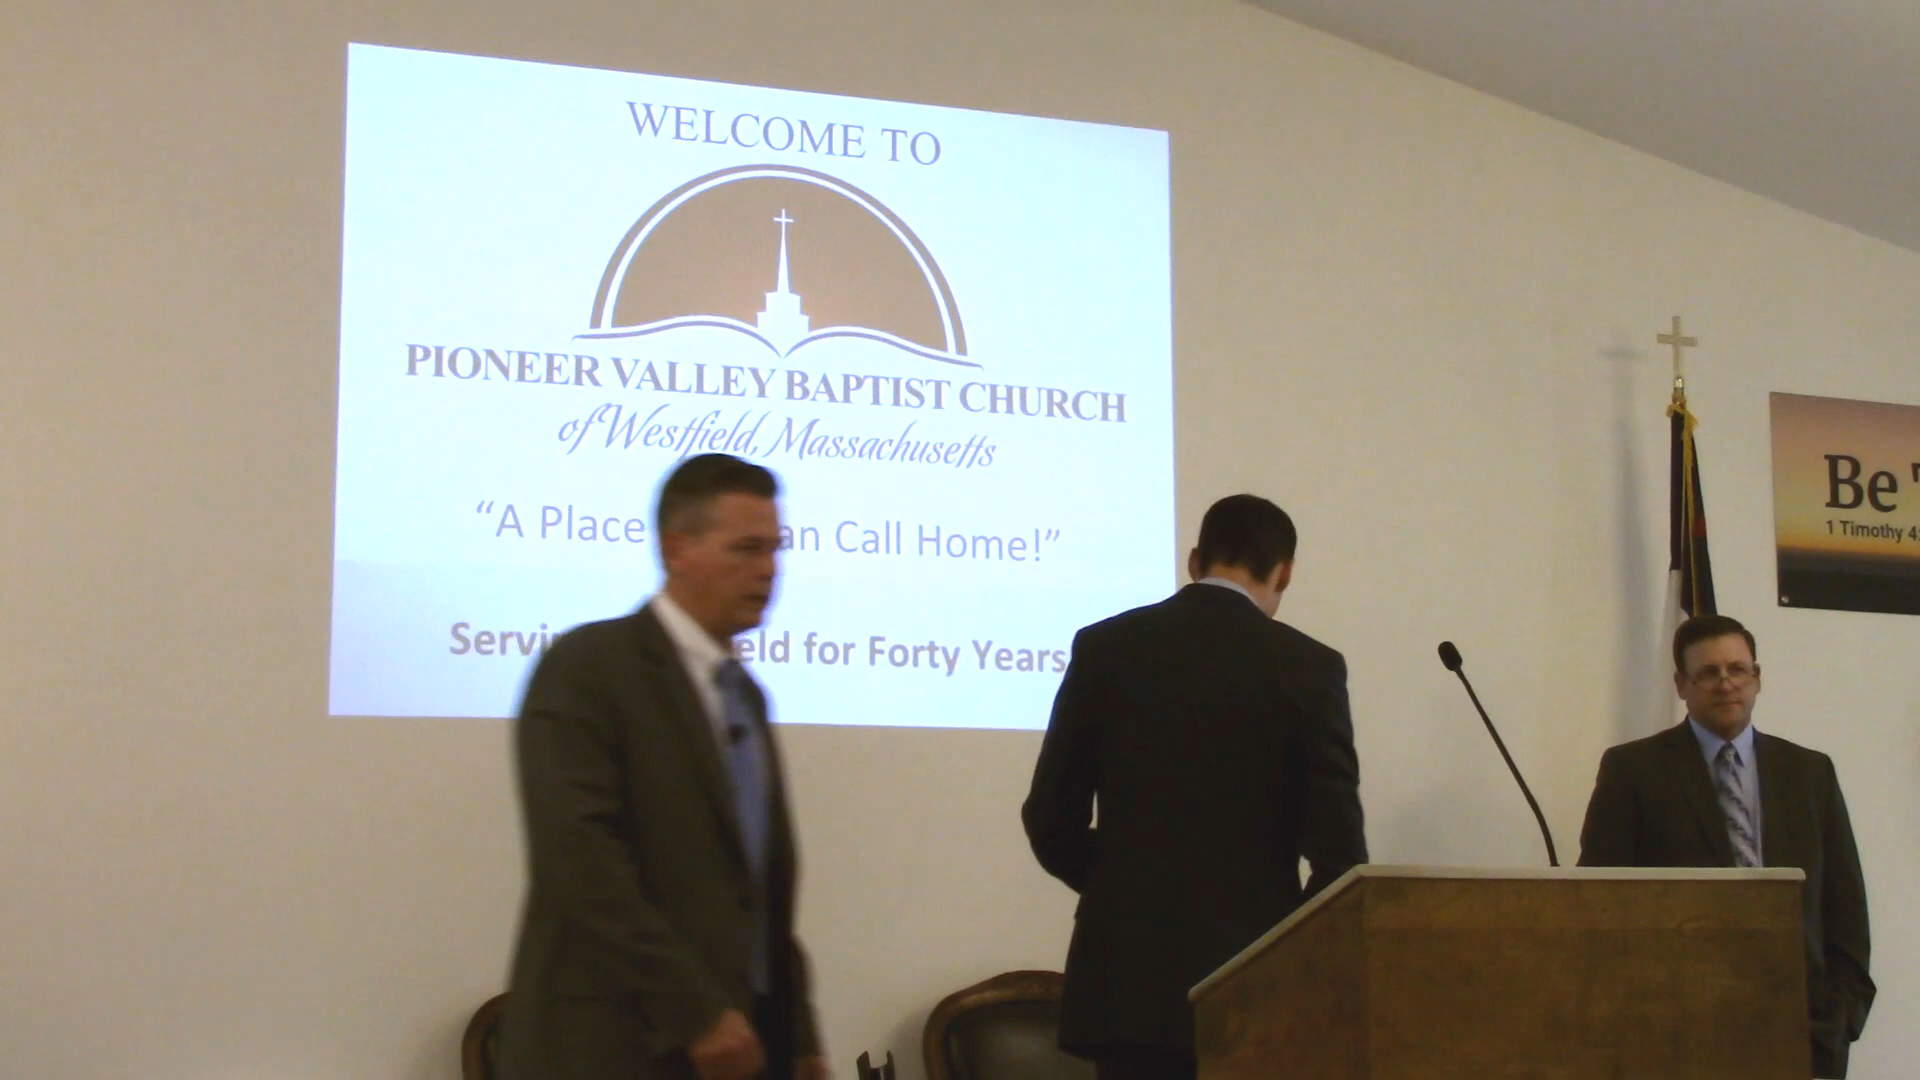 WELCOME TO
PIONEER VALLEY BAPTIST CHURCH
of Westfield, Massachusetts
“A Place an Call Home!”
Servi eld for Forty Years
Be T
1 Timothy 4: